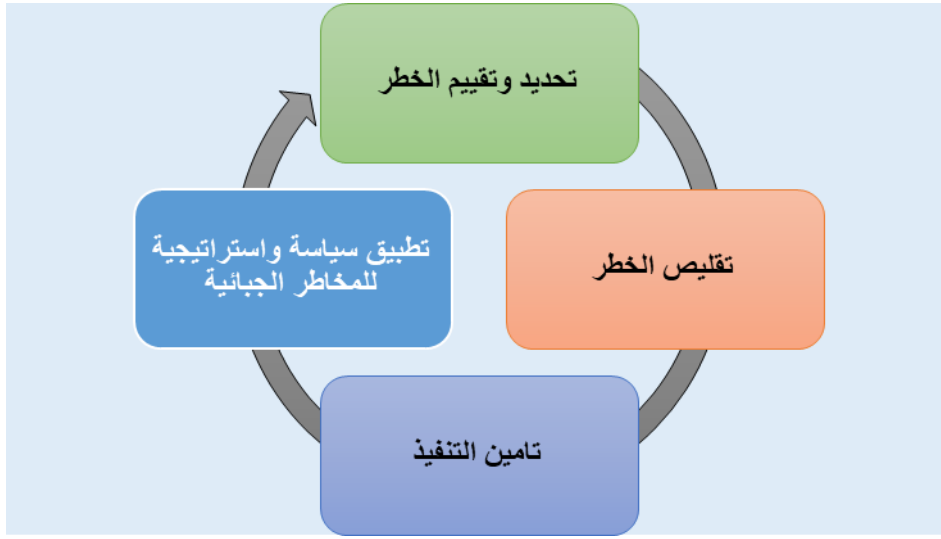 تحديد وتقييم الخطر
تقليص الخطر
تامين التنفيذ
تطبيق سياسة واستراتيجية
للمخاطر الجبائية